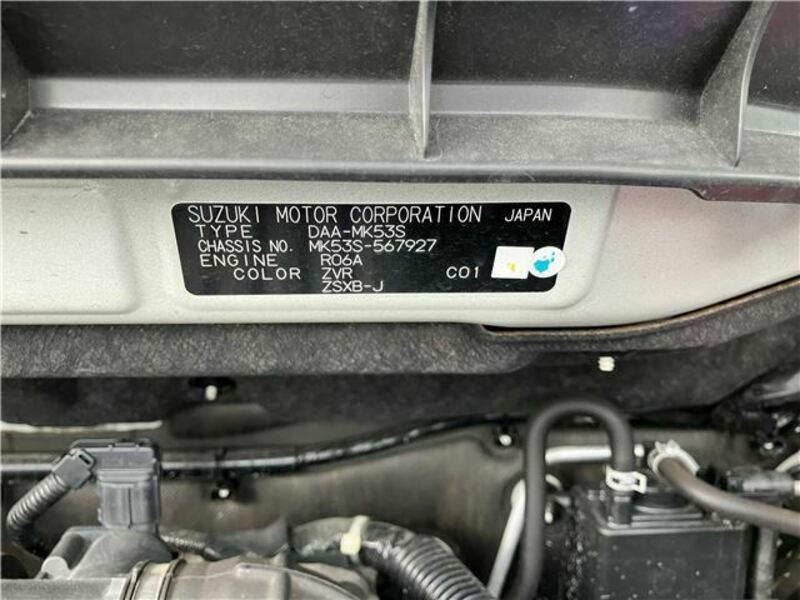 SUZUKI MOTOR CORPORATION JAPAN
TYPE DAA-MK53S
CHASSIS NO. MK53S-567927
ENGINE R06A
COLOR ZVR C01
ZSXB-J